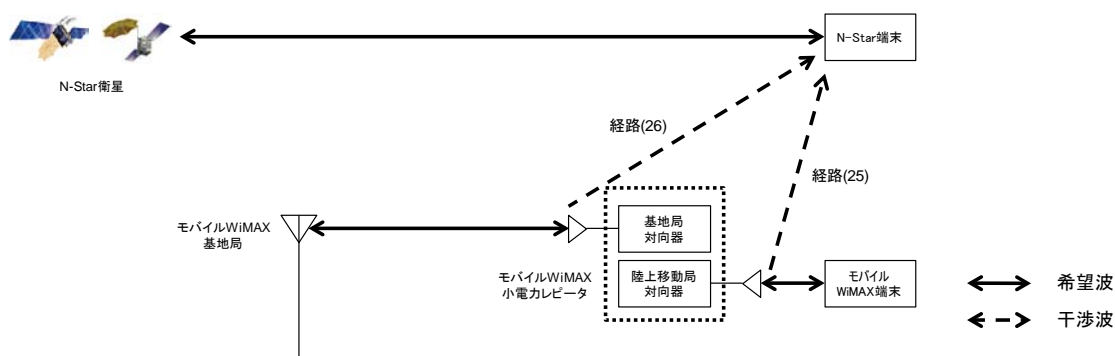 N-Star衛星
N-Star端末
経路(26)
経路(25)
モバイルWiMAX
基地局
基地局
対向器
モバイルWiMAX
小電力レピータ
陸上移動局
対向器
モバイル
WiMAX端末
希望波
干渉波